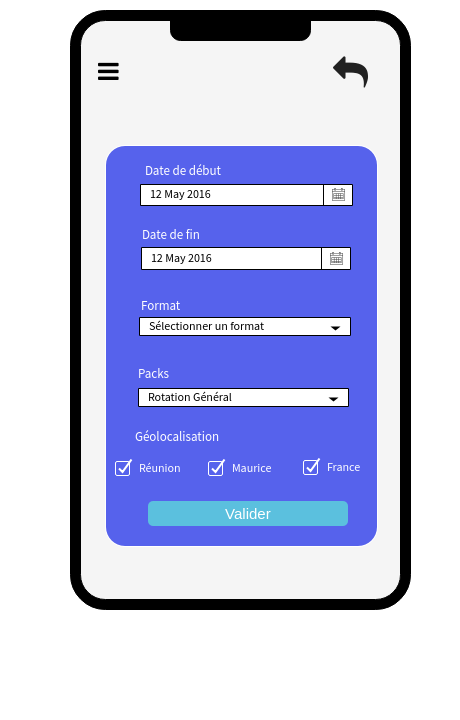 Date de début
12 May 2016
Date de fin
12 May 2016
Format
Sélectionner un format
Packs
Rotation Général
Géolocalisation
Réunion Maurice France
Valider